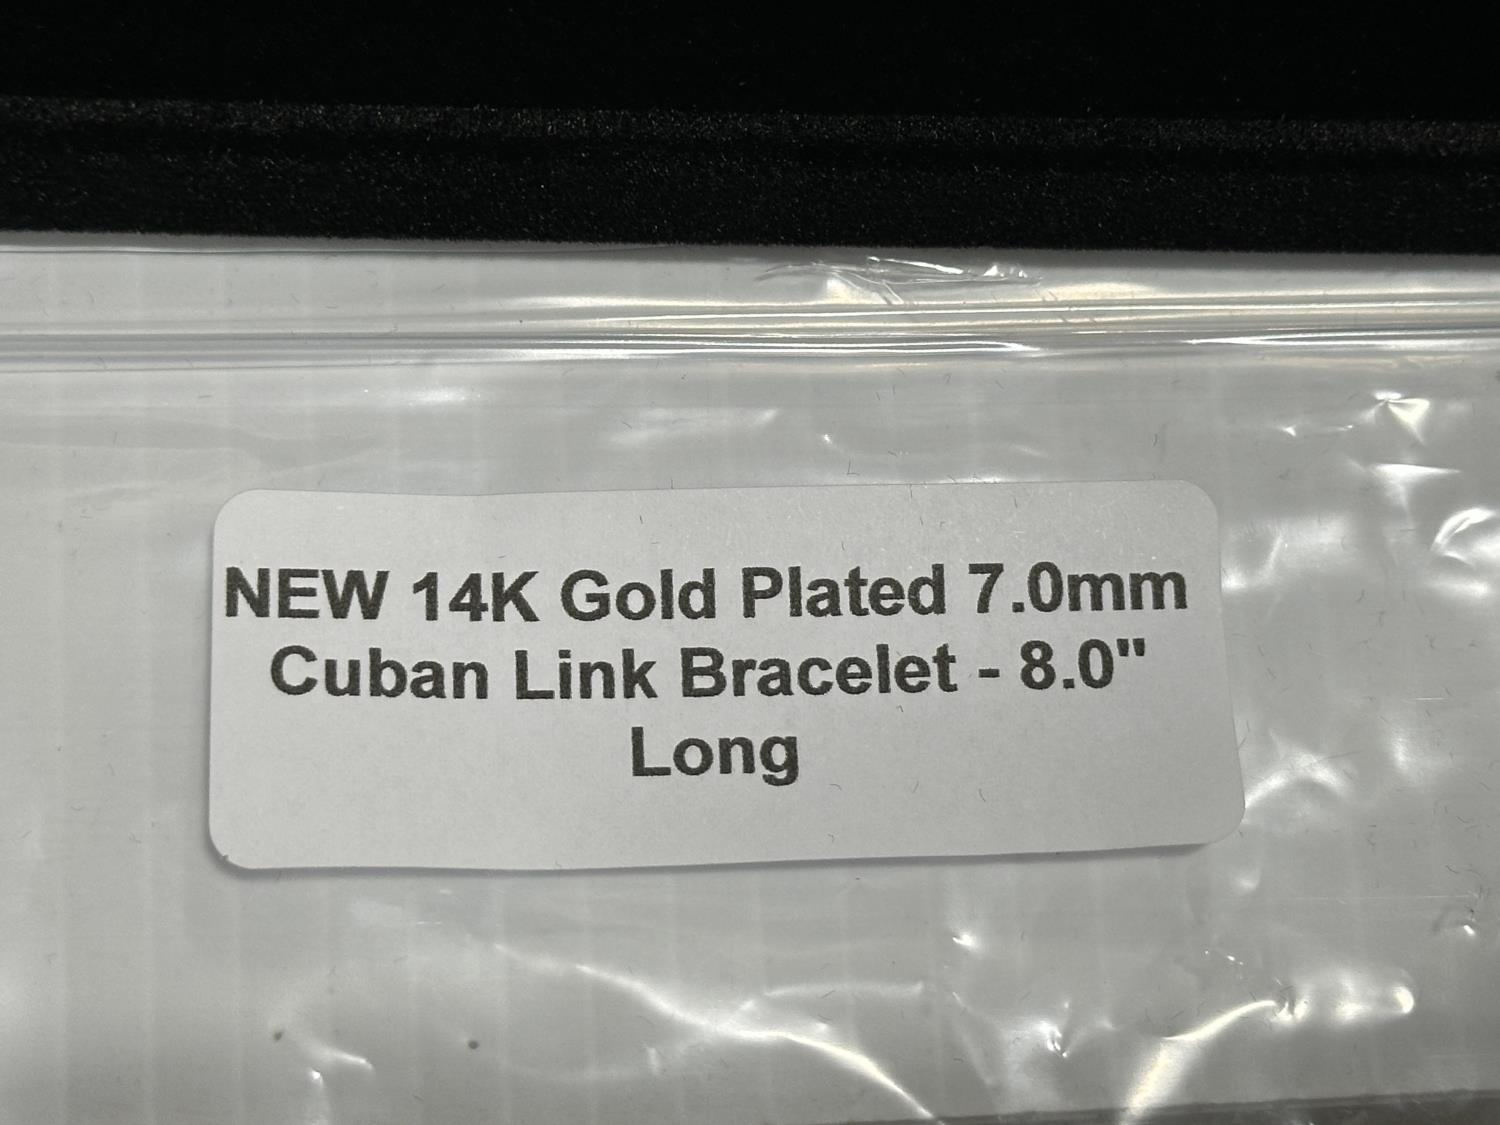 NEW 14K Gold Plated 7.0mm
Cuban Link Bracelet - 8.0"
Long